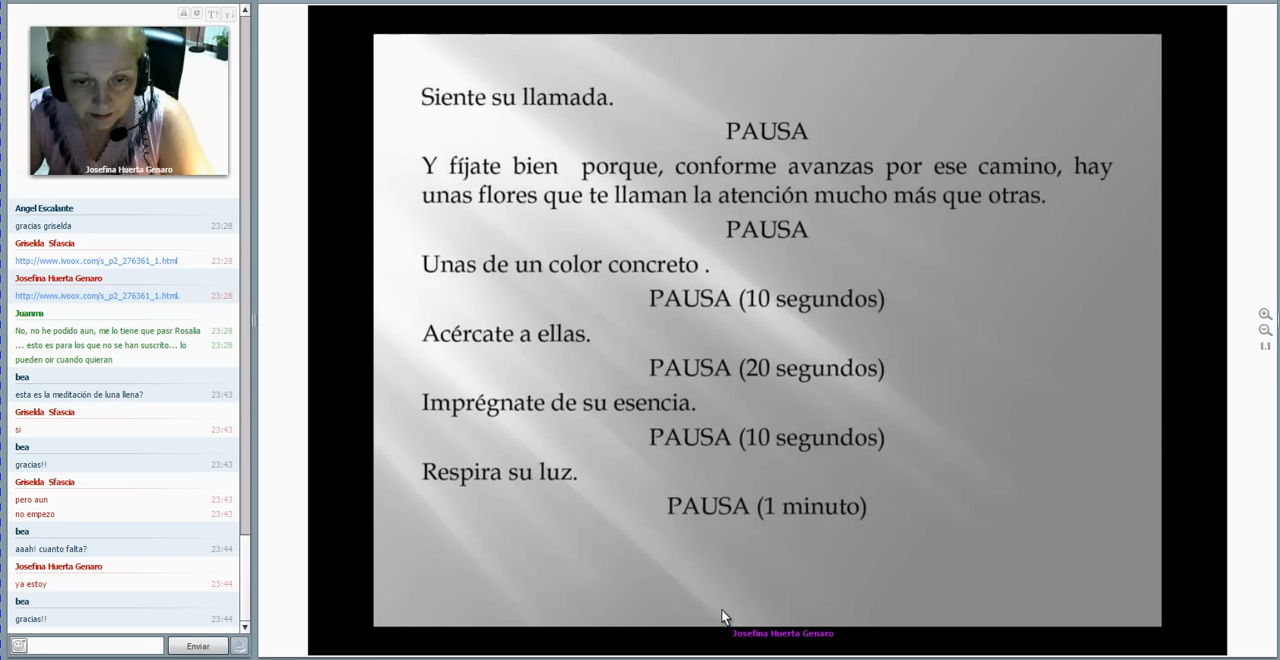 Josefina Huerta Genaro
Angel Escalante
gracias griselda 23:28
Griselda Sfascia
http://www.ivoox.com/s_p2_276361_1.html 23:28
Josefina Huerta Genaro
http://www.ivoox.com/s_p2_276361_1.html. 23:28
Juanma
No, no he podido aun, me lo tiene que pasr Rosalia 23:28
... esto es para los que no se han suscrito... lo 23:28
pueden oir cuando quieran
bea
esta es la meditación de luna llena? 23:43
Griselda Sfascia
si 23:43
bea
gracias!! 23:43
Griselda Sfascia
pero aun 23:43
no empezo 23:43
bea
aaah! cuanto falta? 23:44
Josefina Huerta Genaro
ya estoy 23:44
bea
gracias!! 23:44
Enviar
Siente su llamada.
PAUSA
Y fíjate bien porque, conforme avanzas por ese camino, hay
unas flores que te llaman la atención mucho más que otras.
PAUSA
Unas de un color concreto .
PAUSA (10 segundos)
Acércate a ellas.
PAUSA (20 segundos)
Imprégnate de su esencia.
PAUSA (10 segundos)
Respira su luz.
PAUSA (1 minuto)
Josefina Huerta Genaro
1.1